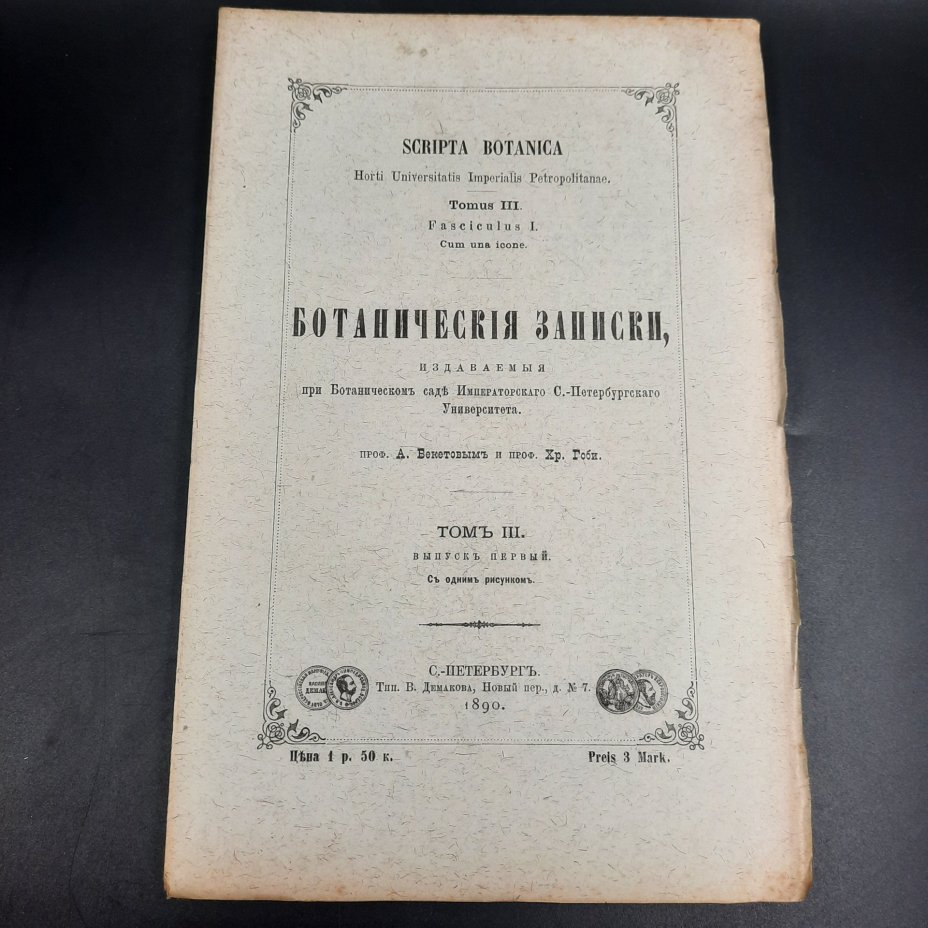 SCRIPTA BOTANICA
Horti Universitatis Imperialis Petropolitanae.
Tomus III.
Fasciculus I.
Cum una icone.
БОТАНИЧЕСКІЯ ЗАПИСКИ,
ИЗДАВАЕМЫЯ
при Ботаническомъ садѣ Императорскаго С.-Петербургскаго
Университета.
ПРОФ. А. Бекетовымъ и ПРОФ. Хр. Гоби.
ТОМЪ III.
ВЫПУСКЪ ПЕРВЫЙ.
Съ однимъ рисункомъ.
С.-ПЕТЕРБУРГЪ.
Тип. В. Демакова, Новый пер., д. № 7.
1890.
Цѣна 1 р. 50 к.
Preis 3 Mark.